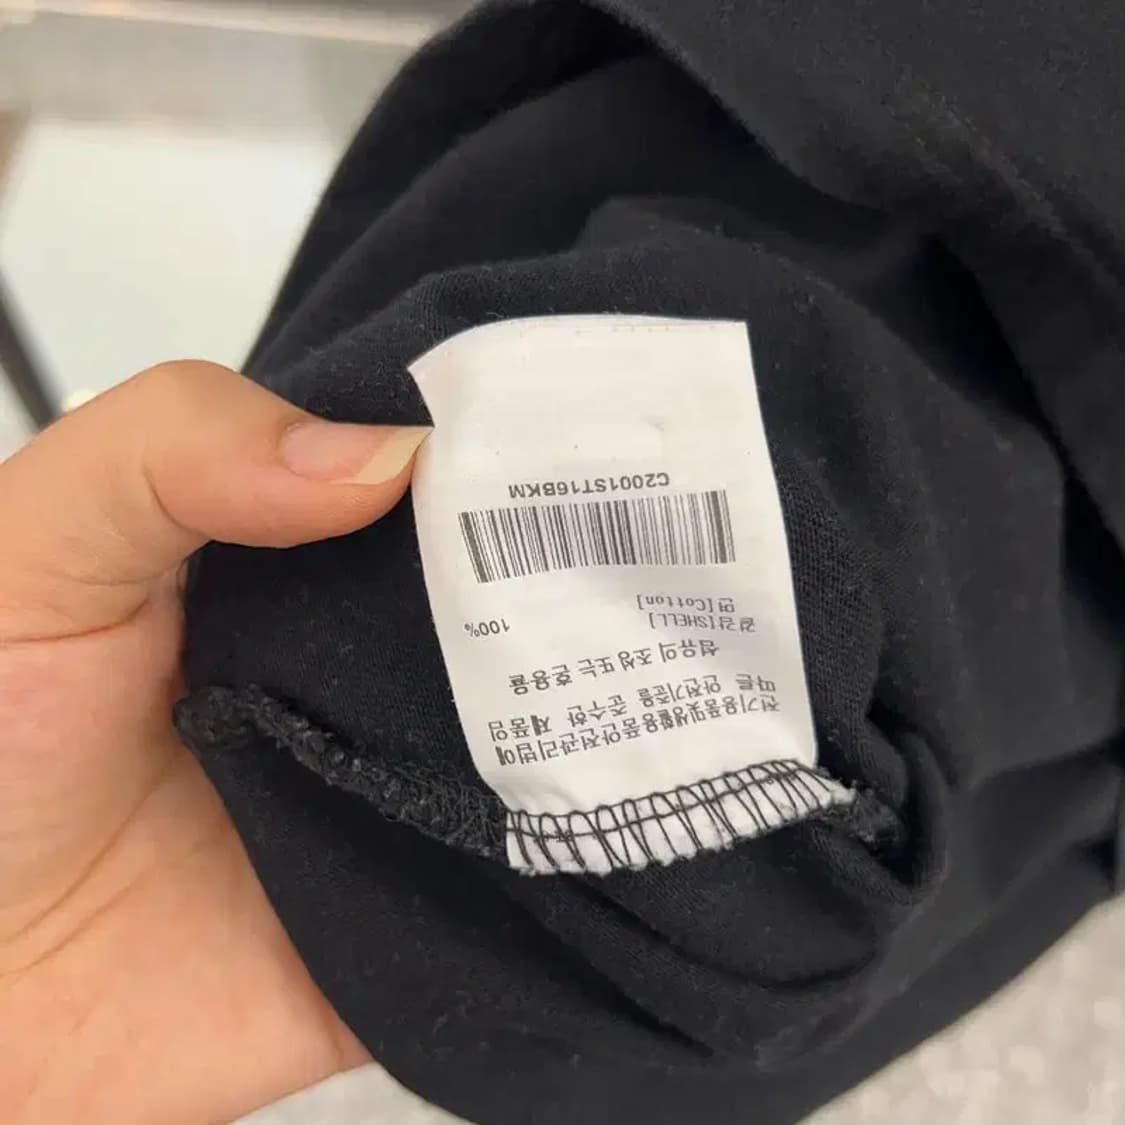 전기용품및생활용품안전관리법에
따른 안전기준을 준수한 제품임
섬유의 조성 또는 혼용율
겉감[SHELL]
면[Cotton] 100%
C2001ST16BKM